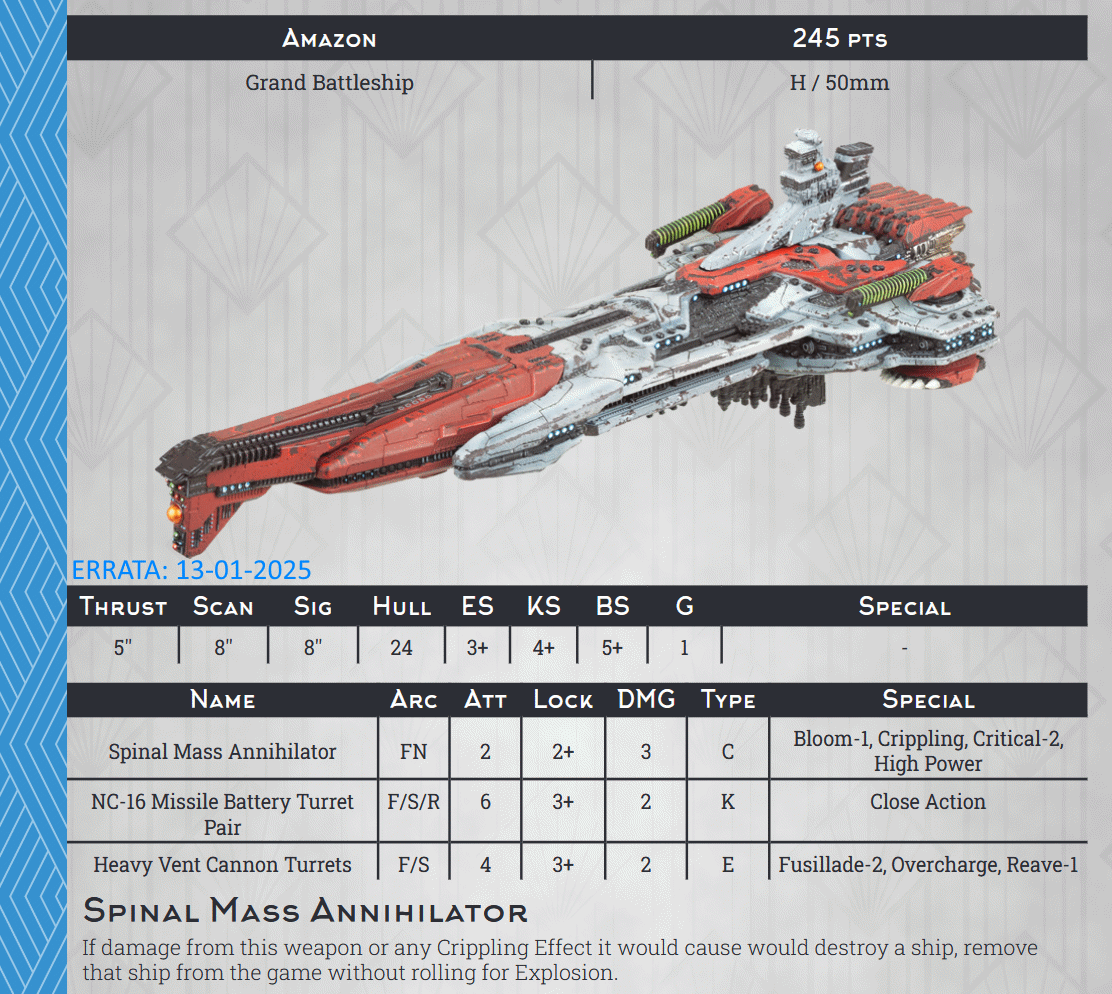 Amazon 245 pts
Grand Battleship H / 50mm
ERRATA: 13-01-2025
Thrust Scan Sig Hull ES KS BS G Special
5" 8" 8" 24 3+ 4+ 5+ 1 -
Name Arc Att Lock DMG Type Special
Spinal Mass Annihilator FN 2 2+ 3 C Bloom-1, Crippling, Critical-2,
High Power
NC-16 Missile Battery Turret F/S/R 6 3+ 2 K Close Action
Pair
Heavy Vent Cannon Turrets F/S 4 3+ 2 E Fusillade-2, Overcharge, Reave-1
Spinal Mass Annihilator
If damage from this weapon or any Crippling Effect it would cause would destroy a ship, remove
that ship from the game without rolling for Explosion.